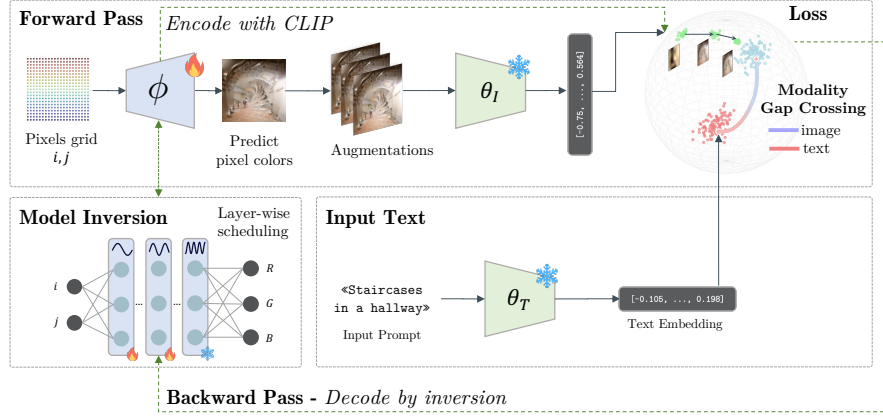 Forward Pass
Encode with CLIP
Loss
ϕ
θ_I
[-0.75, ..., 0.564]
Modality
Gap Crossing
image
text
Pixels grid
i,j
Predict
pixel colors
Augmentations
Model Inversion
Layer-wise
scheduling
i
j
...
...
R
G
B
Input Text
«Staircases
in a hallway»
Input Prompt
θ_T
[-0.105, ..., 0.198]
Text Embedding
Backward Pass - Decode by inversion